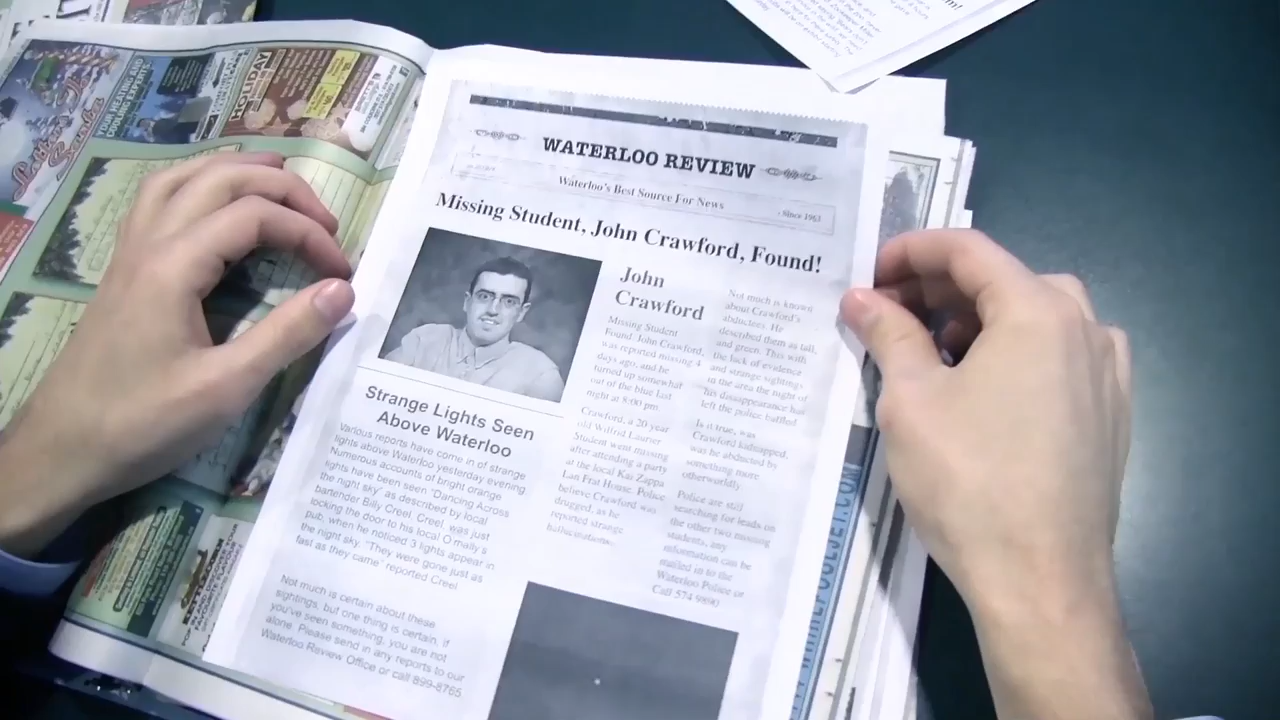 WATERLOO REVIEW
Waterloo's Best Source For News
Since 1963
Missing Student, John Crawford, Found!
John
Crawford
Missing Student
Found, John Crawford,
was reported missing 4
days ago, and he
turned up somewhat
out of the blue last
night at 8:00 pm
Crawford, a 20 year
old Wilfrid Laurier
Student went missing
after attending a party
at the local Kai Zappa
Lan Frat House. Police
believe Crawford was
drugged, as he
reported strange
hallucinations.
Not much is known
about Crawford's
abductees. He
described them as tall,
and green. This with
the lack of evidence
and strange sightings
in the area the night of
his disappearance has
left the police baffled
Is it true, was
Crawford kidnapped,
was he abducted by
something more
otherworldly
Police are still
searching for leads on
the other two missing
students, any
information can be
mailed in to the
Waterloo Police or
Call 574
Strange Lights Seen
Above Waterloo
Various reports have come in of strange
lights above Waterloo yesterday evening
Numerous accounts of bright orange
lights have been seen "Dancing Across
the night sky" as described by local
bartender Billy Creel. Creel, was just
locking the door to his local O'mally's
pub, when he noticed 3 lights appear in
the night sky. "They were gone just as
fast as they came" reported Creel
Not much is certain about these
sightings, but one thing is certain, if
you've seen something, you are not
alone. Please send in any reports to our
Waterloo Review Office or call 899-8765
HOLIDAY
YOUR HEATING AND
COOLING EXPERTS